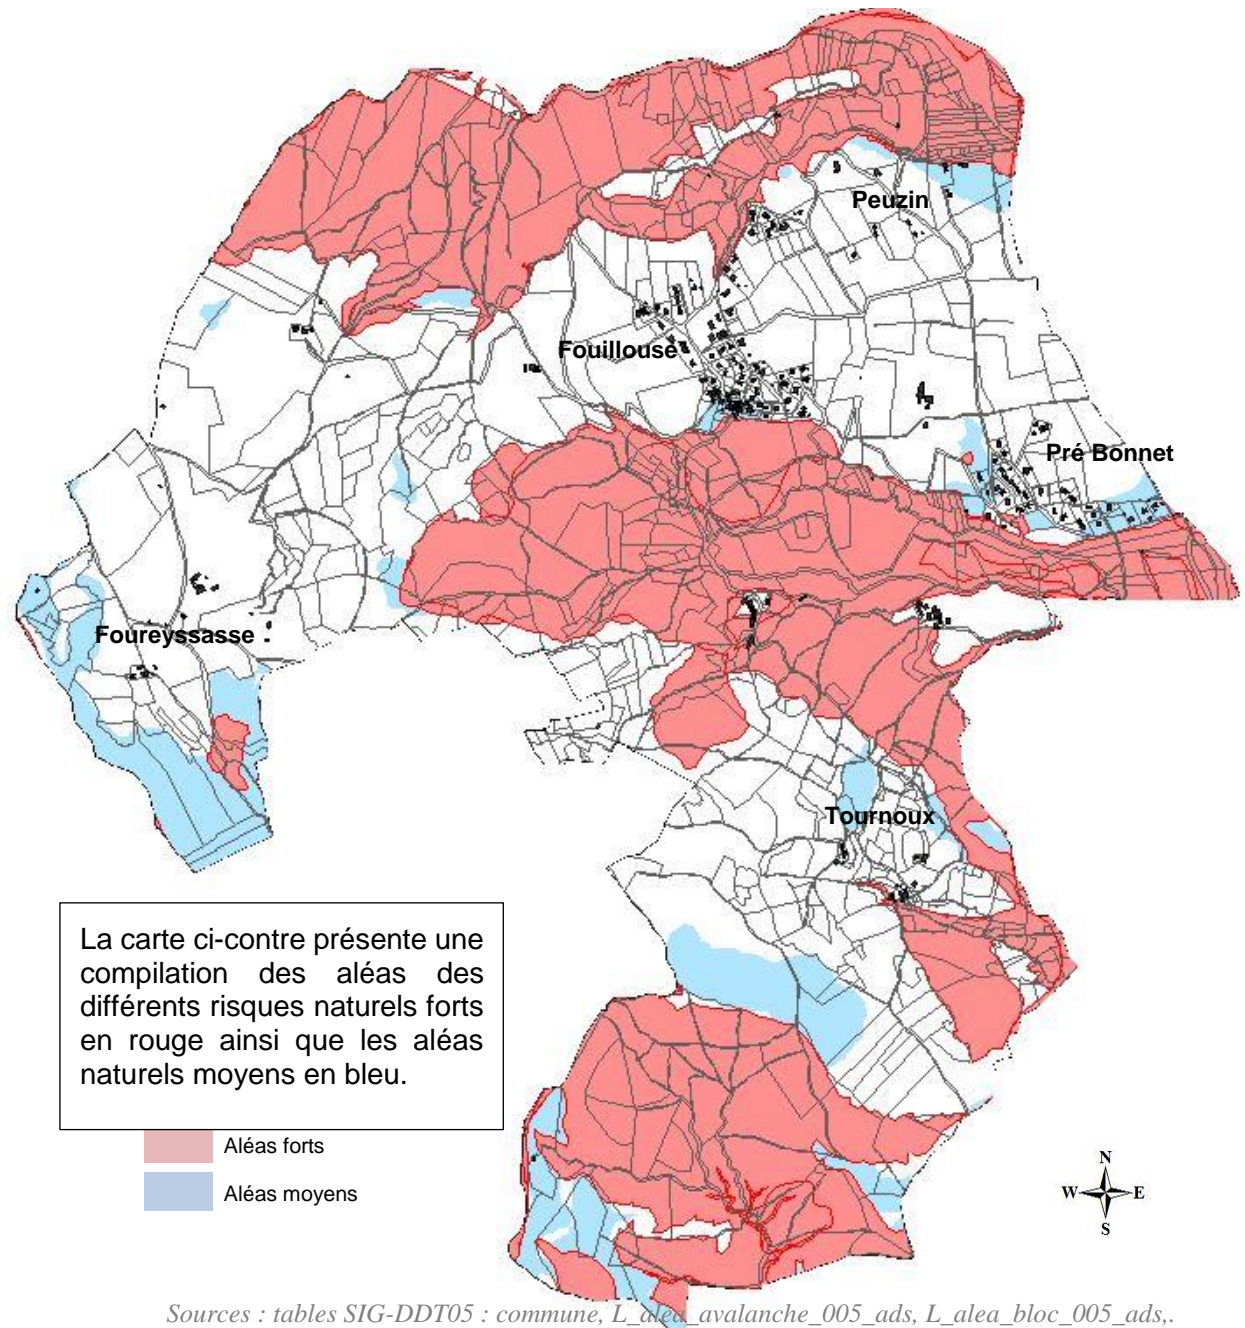 Peuzin
Fouillouse
Pré Bonnet
Foureyssasse
Tournoux
La carte ci-contre présente une
compilation des aléas des
différents risques naturels forts
en rouge ainsi que les aléas
naturels moyens en bleu.
Aléas forts
Aléas moyens
N
W E
S
Sources : tables SIG-DDT05 : commune, L_alea_avalanche_005_ads, L_alea_bloc_005_ads,.